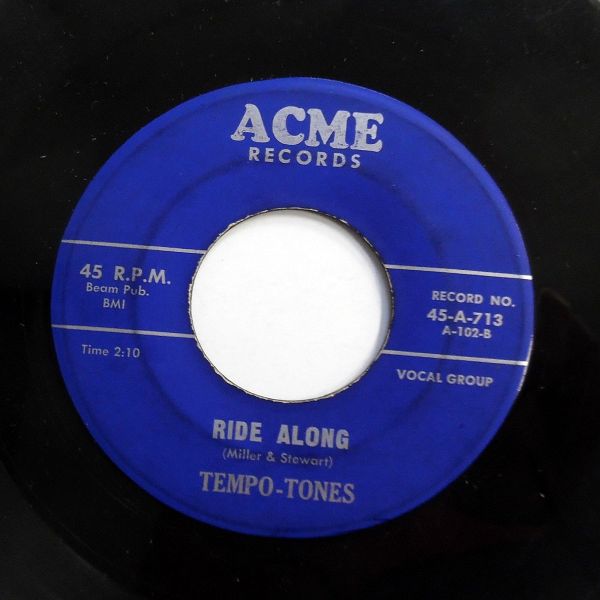 ACME
RECORDS
45 R.P.M.
Beam Pub.
BMI
Time 2:10
RECORD NO.
45-A-713
A-102-B
VOCAL GROUP
RIDE ALONG
(Miller & Stewart)
TEMPO-TONES